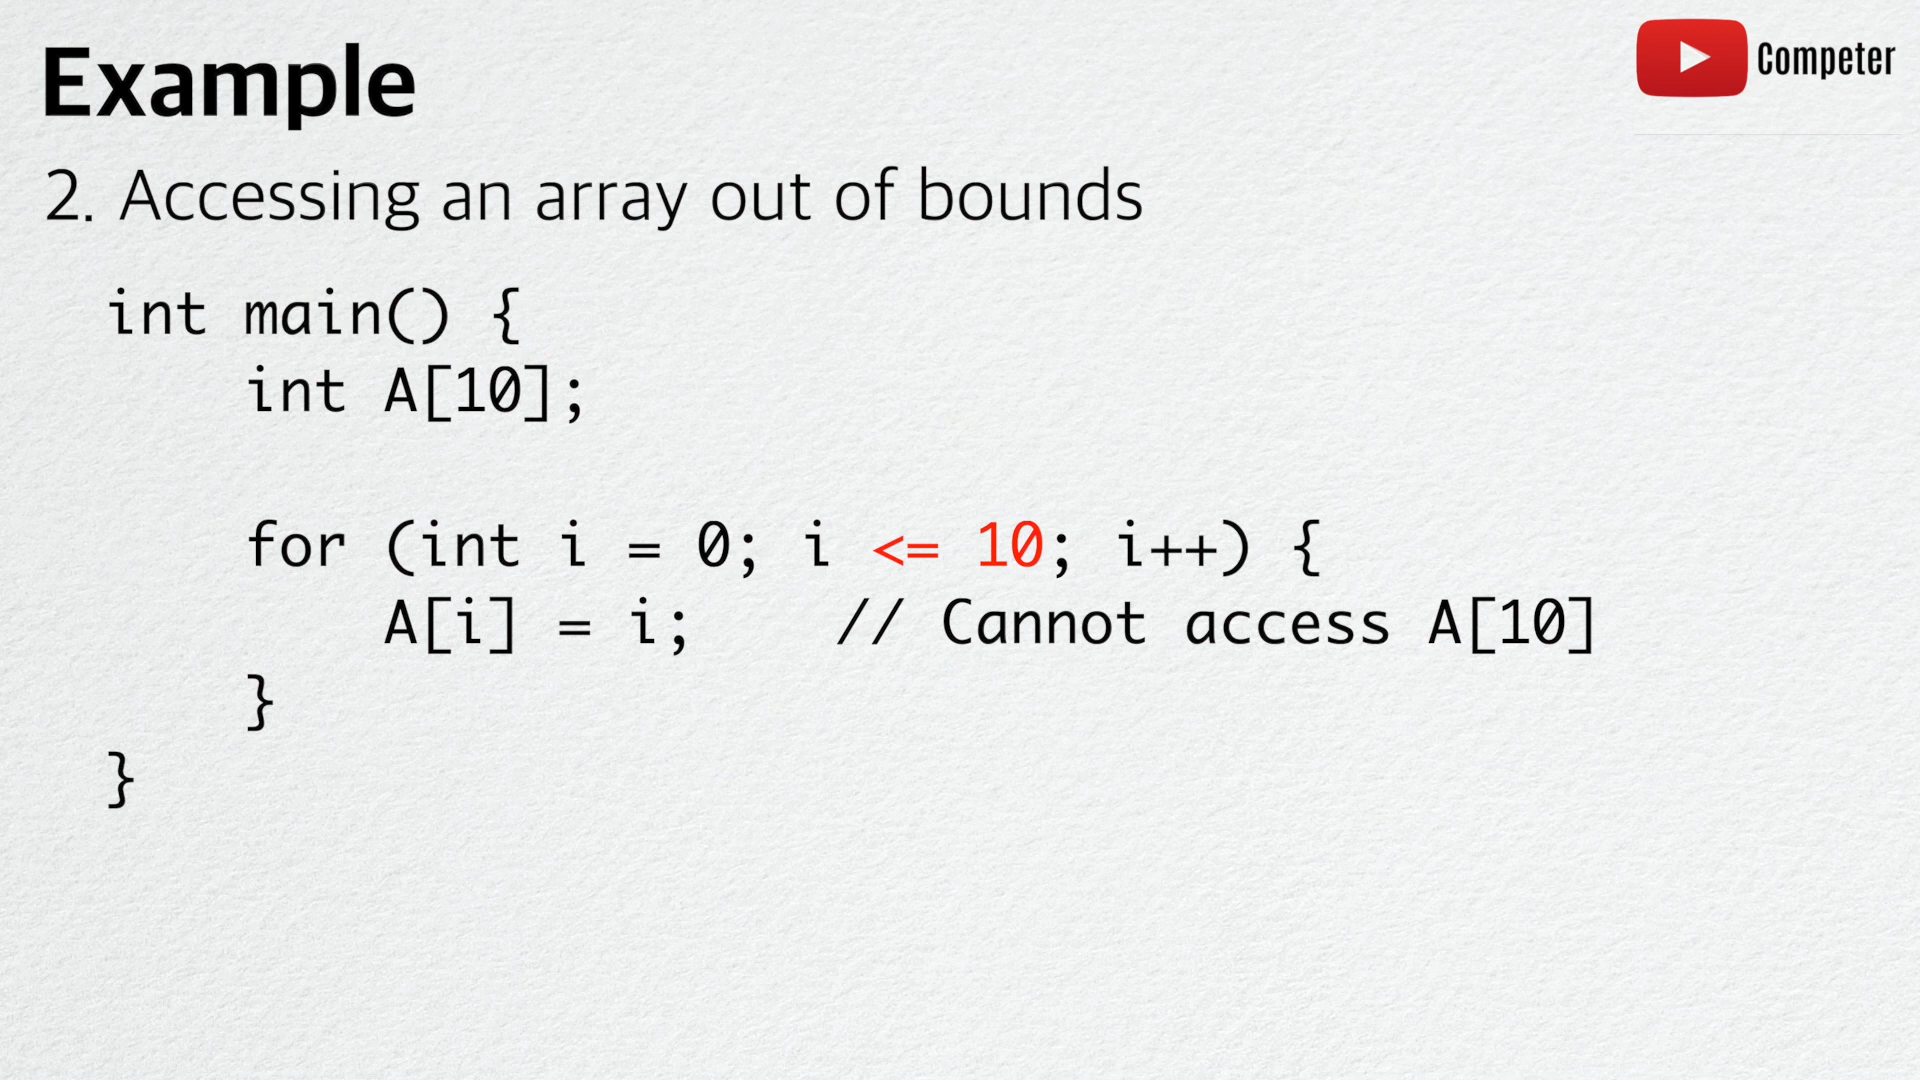 Example
Competer
2. Accessing an array out of bounds
int main() {
    int A[10];
    for (int i = 0; i <= 10; i++) {
        A[i] = i;    // Cannot access A[10]
    }
}